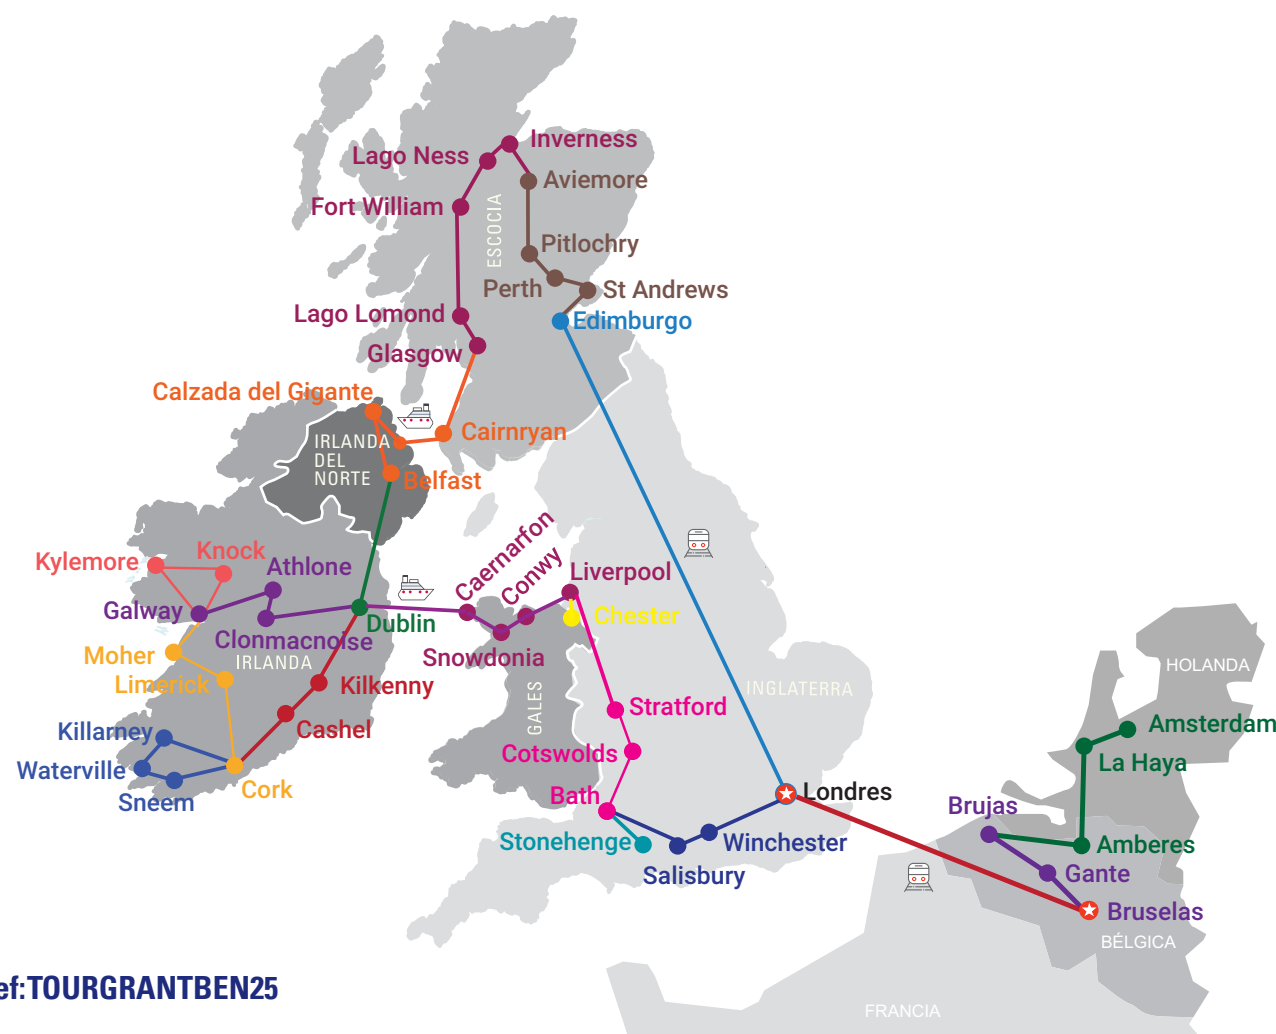 Inverness
Lago Ness
Aviemore
Fort William
ESCOCIA
Pitlochry
Perth
St Andrews
Lago Lomond
Edimburgo
Glasgow
Calzada del Gigante
Cairnryan
IRLANDA
DEL
NORTE
Belfast
Caernarfon
Conwy
Kylemore
Knock
Athlone
Liverpool
Galway
Chester
Dublin
Clonmacnoise
Moher
IRLANDA
Snowdonia
HOLANDA
Limerick
Kilkenny
GALES
INGLATERRA
Stratford
Killarney
Cashel
Amsterdam
Waterville
Cotswolds
La Haya
Sneem
Cork
Bath
Londres
Brujas
Stonehenge
Winchester
Amberes
Salisbury
Gante
Bruselas
BÉLGICA
ef:TOURGRANTBEN25
FRANCIA